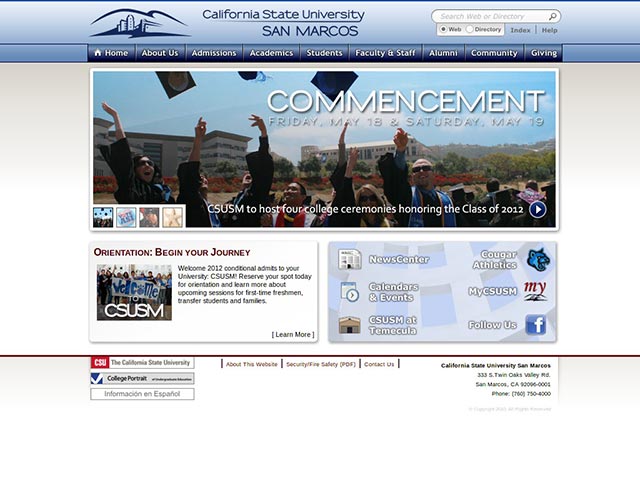 California State University
SAN MARCOS
Search Web or Directory
Web Directory Index | Help
Home About Us Admissions Academics Students Faculty & Staff Alumni Community Giving
COMMENCEMENT
FRIDAY, MAY 18 & SATURDAY, MAY 19
CSUSM to host four college ceremonies honoring the Class of 2012
ORIENTATION: BEGIN YOUR JOURNEY
Welcome 2012 conditional admits to your
University: CSUSM! Reserve your spot today
for orientation and learn more about
upcoming sessions for first-time freshmen,
transfer students and families.
Welcome
TO
CSUSM
[ Learn More ]
NewsCenter
Cougar
Athletics
Calendars
& Events
MyCSUSM
my
CSUSM at
Temecula
Follow Us
f
CSU The California State University
College Portrait of Undergraduate Education
Información en Español
About This Website | Security/Fire Safety (PDF) | Contact Us
California State University San Marcos
333 S.Twin Oaks Valley Rd.
San Marcos, CA 92096-0001
Phone: (760) 750-4000